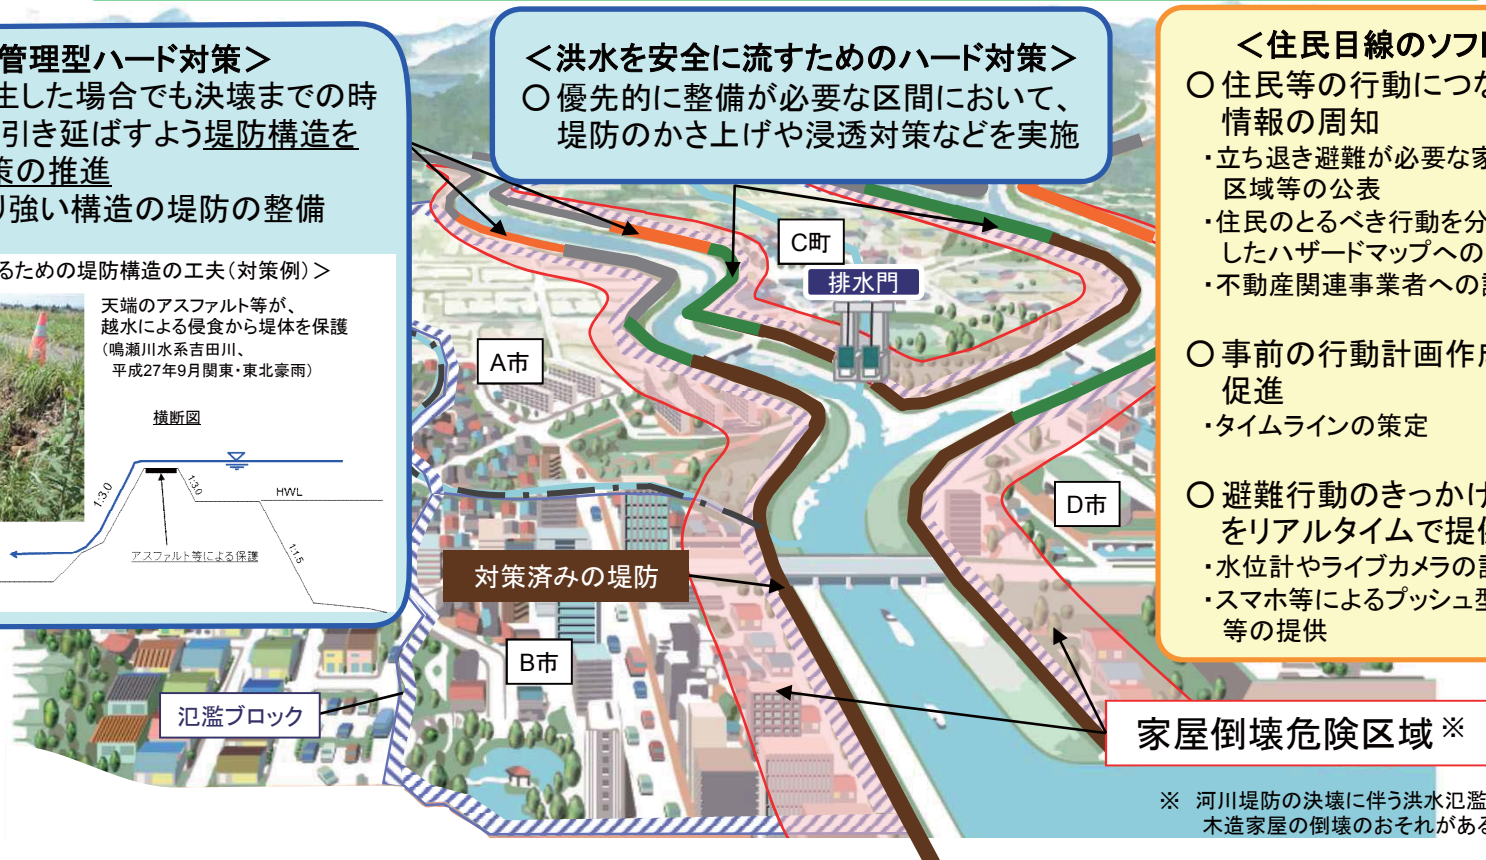 管理型ハード対策＞
生した場合でも決壊までの時
引き延ばすよう堤防構造を
策の推進
り強い構造の堤防の整備
るための堤防構造の工夫（対策例）＞
天端のアスファルト等が、
越水による侵食から堤体を保護
（鳴瀬川水系吉田川、
平成27年9月関東・東北豪雨）
横断図
1:3.0
1:3.0
HWL
1:1.5
アスファルト等による保護
＜洪水を安全に流すためのハード対策＞
○優先的に整備が必要な区間において、
堤防のかさ上げや浸透対策などを実施
C町
排水門
A市
D市
対策済みの堤防
B市
氾濫ブロック
＜住民目線のソフ
○住民等の行動につな
情報の周知
・立ち退き避難が必要な家
区域等の公表
・住民のとるべき行動を分
したハザードマップへの
・不動産関連事業者への
○事前の行動計画作成
促進
・タイムラインの策定
○避難行動のきっかけ
をリアルタイムで提供
・水位計やライブカメラの設
・スマホ等によるプッシュ型
等の提供
家屋倒壊危険区域※
※ 河川堤防の決壊に伴う洪水氾濫
木造家屋の倒壊のおそれがある